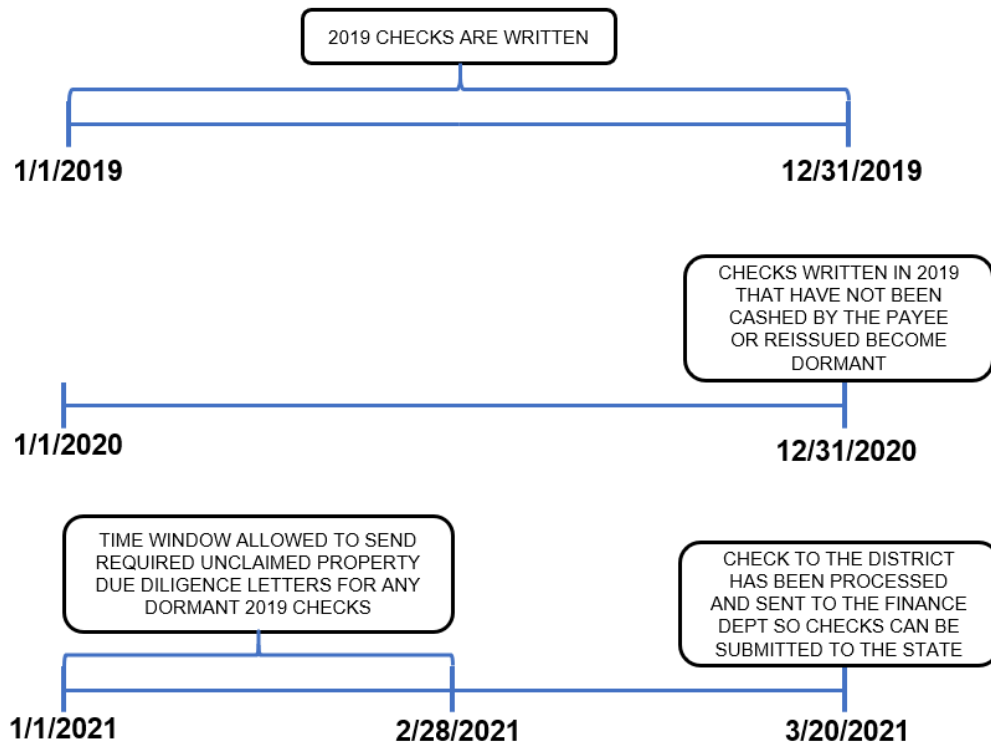 2019 CHECKS ARE WRITTEN
1/1/2019
12/31/2019
CHECKS WRITTEN IN 2019
THAT HAVE NOT BEEN
CASHED BY THE PAYEE
OR REISSUED BECOME
DORMANT
1/1/2020
12/31/2020
TIME WINDOW ALLOWED TO SEND
REQUIRED UNCLAIMED PROPERTY
DUE DILIGENCE LETTERS FOR ANY
DORMANT 2019 CHECKS
CHECK TO THE DISTRICT
HAS BEEN PROCESSED
AND SENT TO THE FINANCE
DEPT SO CHECKS CAN BE
SUBMITTED TO THE STATE
1/1/2021
2/28/2021
3/20/2021